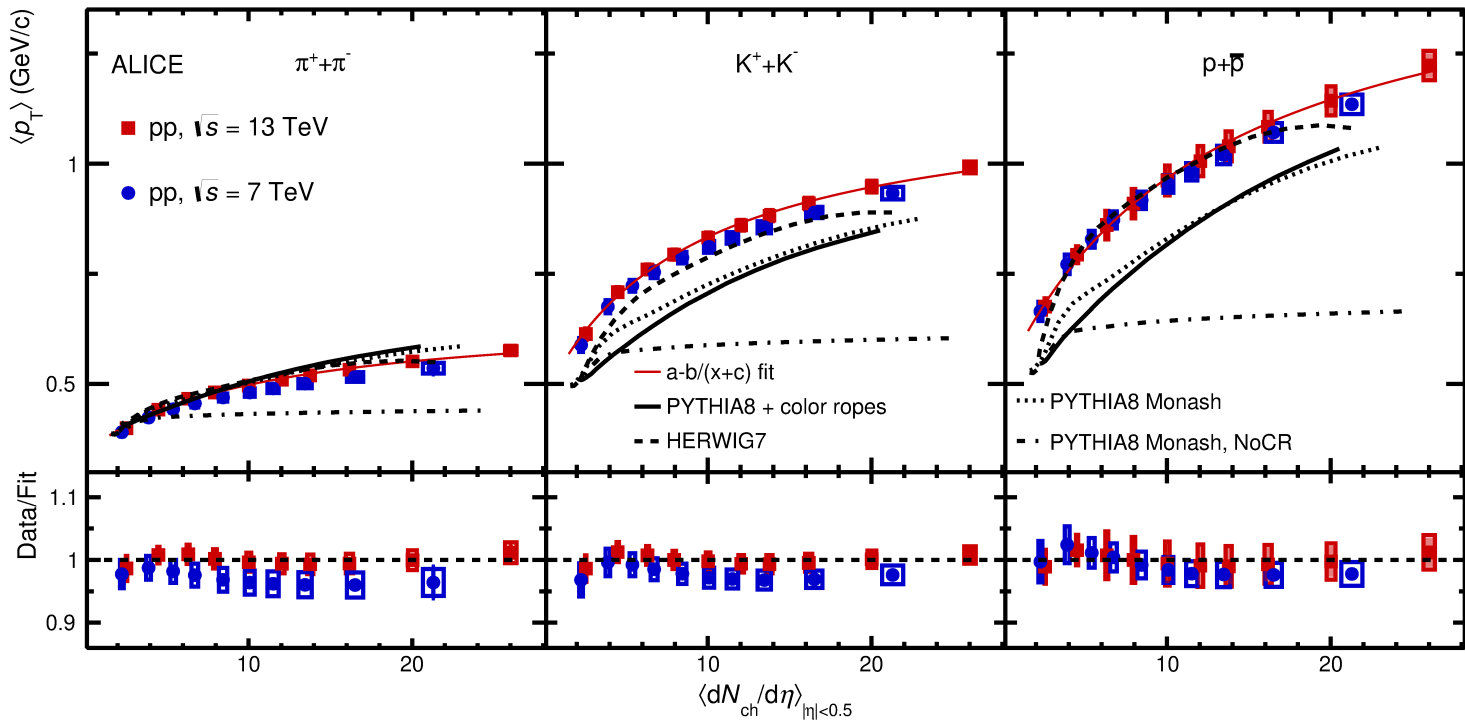 ⟨p_T⟩ (GeV/c)
ALICE
π⁺+π⁻
K⁺+K⁻
p+p̅
pp, √s = 13 TeV
pp, √s = 7 TeV
1
0.5
a-b/(x+c) fit
PYTHIA8 + color ropes
HERWIG7
PYTHIA8 Monash
PYTHIA8 Monash, NoCR
Data/Fit
1.1
1
0.9
10 20 10 20 10 20
⟨dN_ch/dη⟩_|η|<0.5